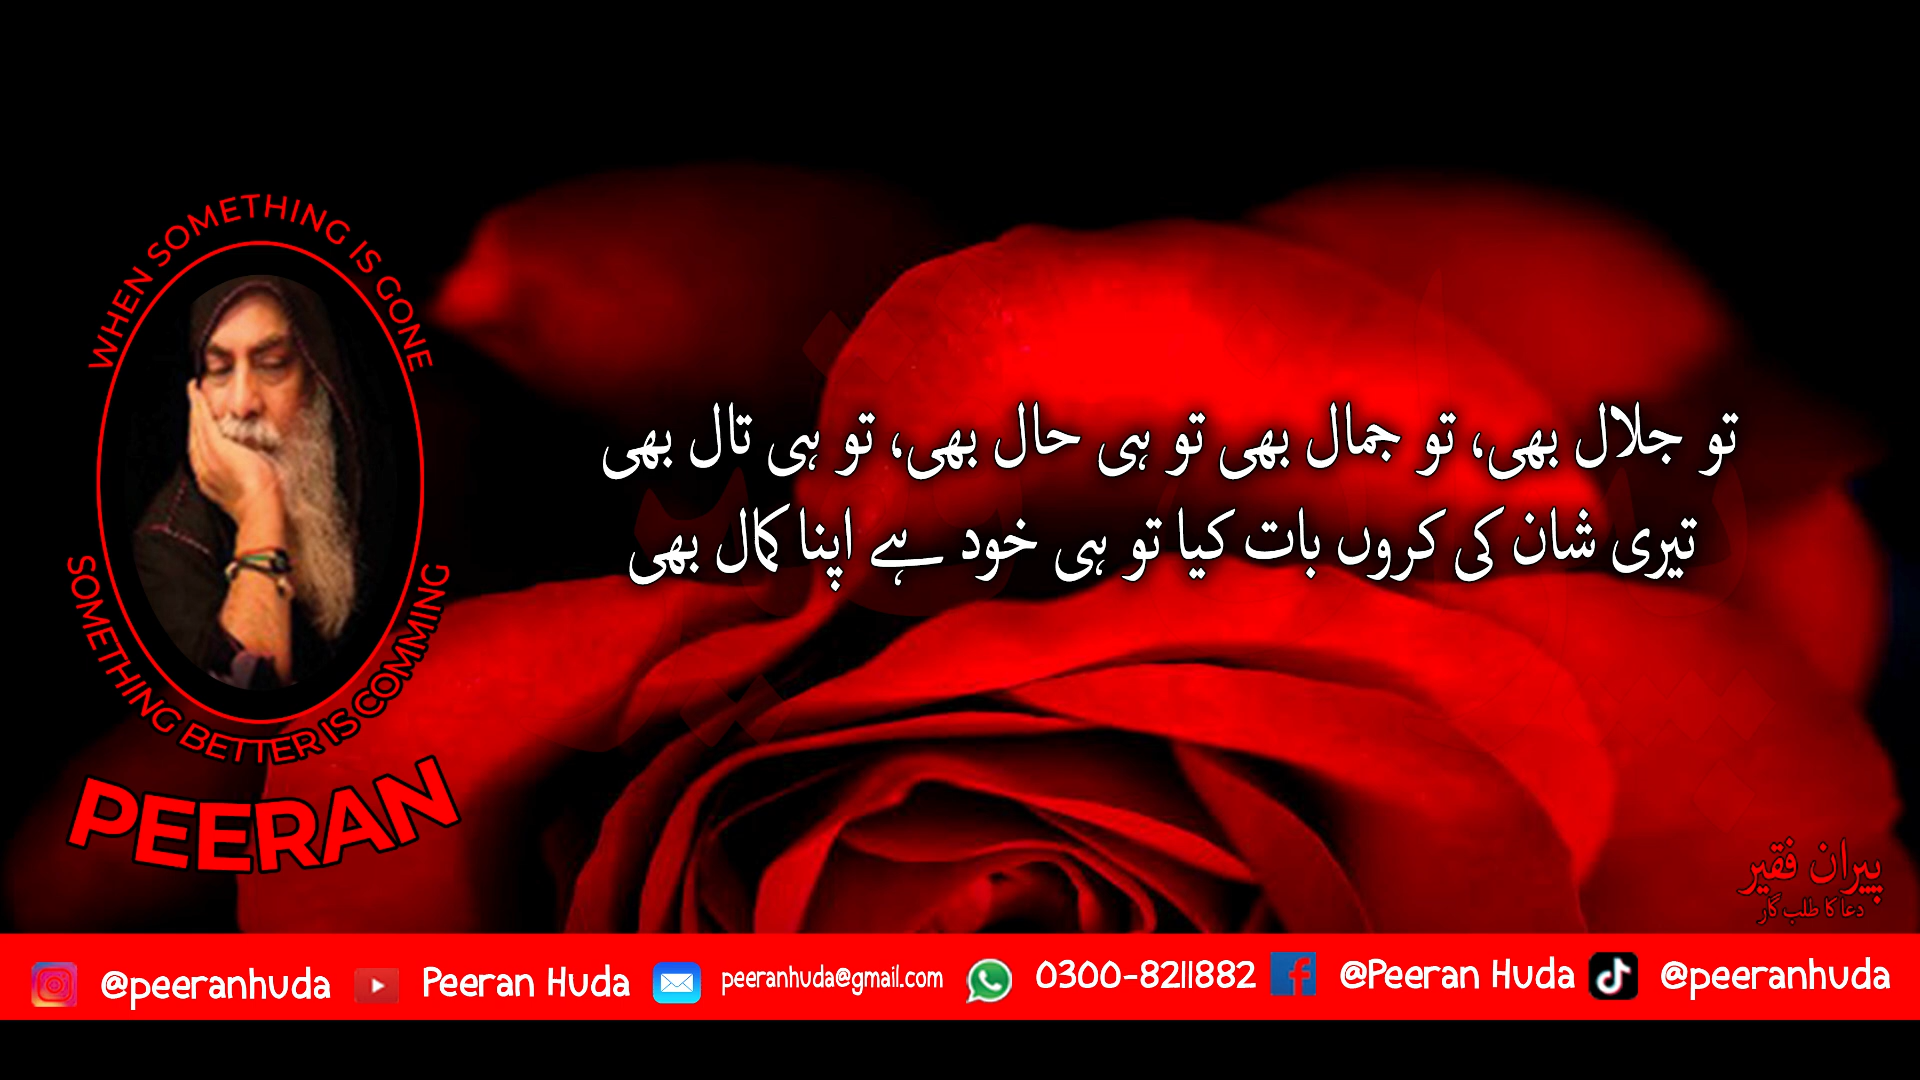 WHEN SOMETHING IS GONE
SOMETHING BETTER IS COMMING
PEERAN
تو جلال بھی، تو جمال بھی تو ہی حال بھی، تو ہی تال بھی
تیری شان کی کروں بات کیا تو ہی خود ہے اپنا کمال بھی
پیران فقیر
دعا کا طلب گار
@peeranhuda Peeran Huda peeranhuda@gmail.com 0300-8211882 @Peeran Huda @peeranhuda